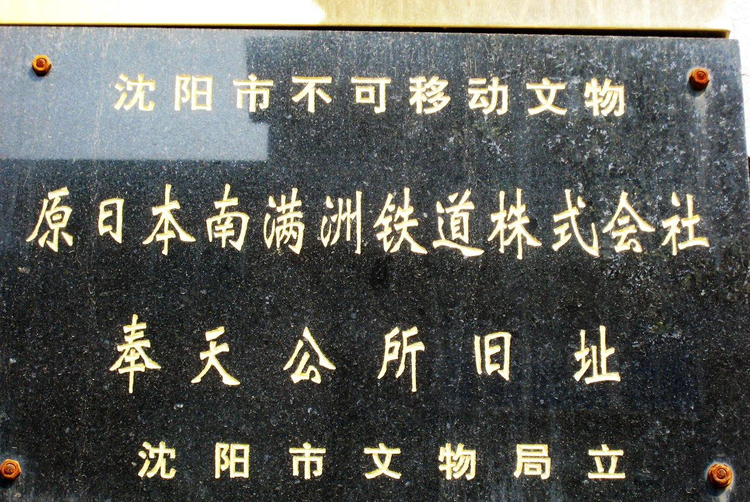 沈阳市不可移动文物
原日本南满洲铁道株式会社
奉天公所旧址
沈阳市文物局立